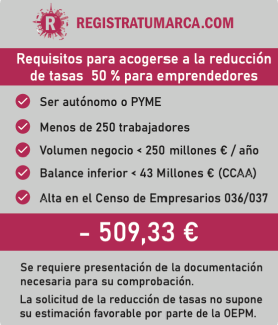 R REGISTRATUMARCA.COM
Requisitos para acogerse a la reducción
de tasas 50 % para emprendedores
Ser autónomo o PYME
Menos de 250 trabajadores
Volumen negocio < 250 millones € / año
Balance inferior < 43 Millones € (CCAA)
Alta en el Censo de Empresarios 036/037
- 509,33 €
Se requiere presentación de la documentación
necesaria para su comprobación.
La solicitud de la reducción de tasas no supone
su estimación favorable por parte de la OEPM.